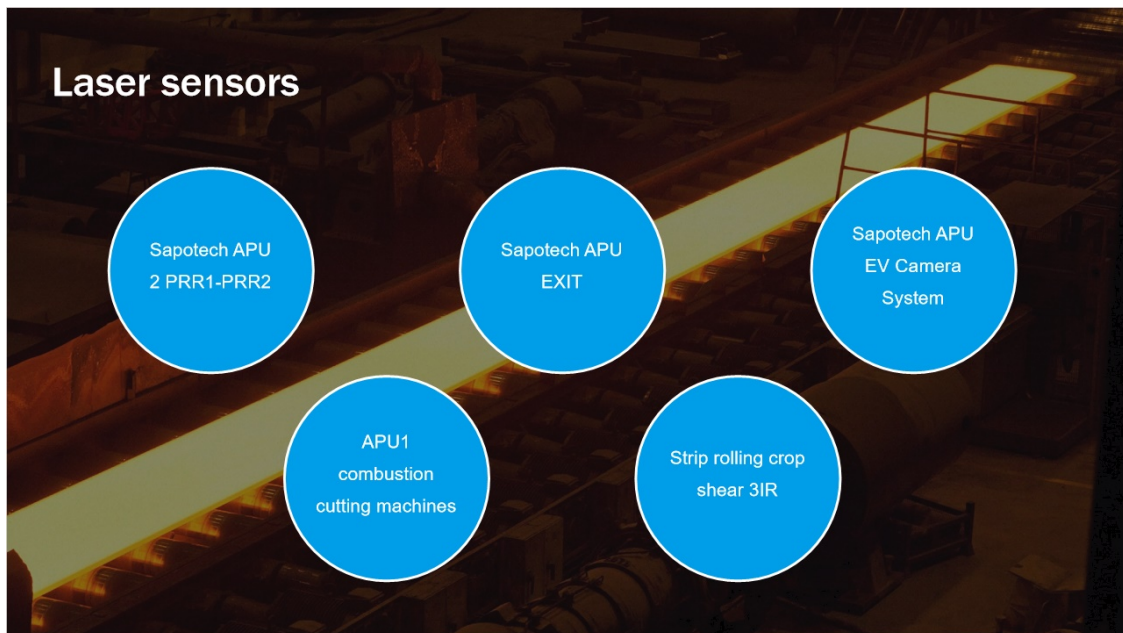 Laser sensors
Sapotech APU
2 PRR1-PRR2
Sapotech APU
EXIT
Sapotech APU
EV Camera
System
APU1
combustion
cutting machines
Strip rolling crop
shear 3IR